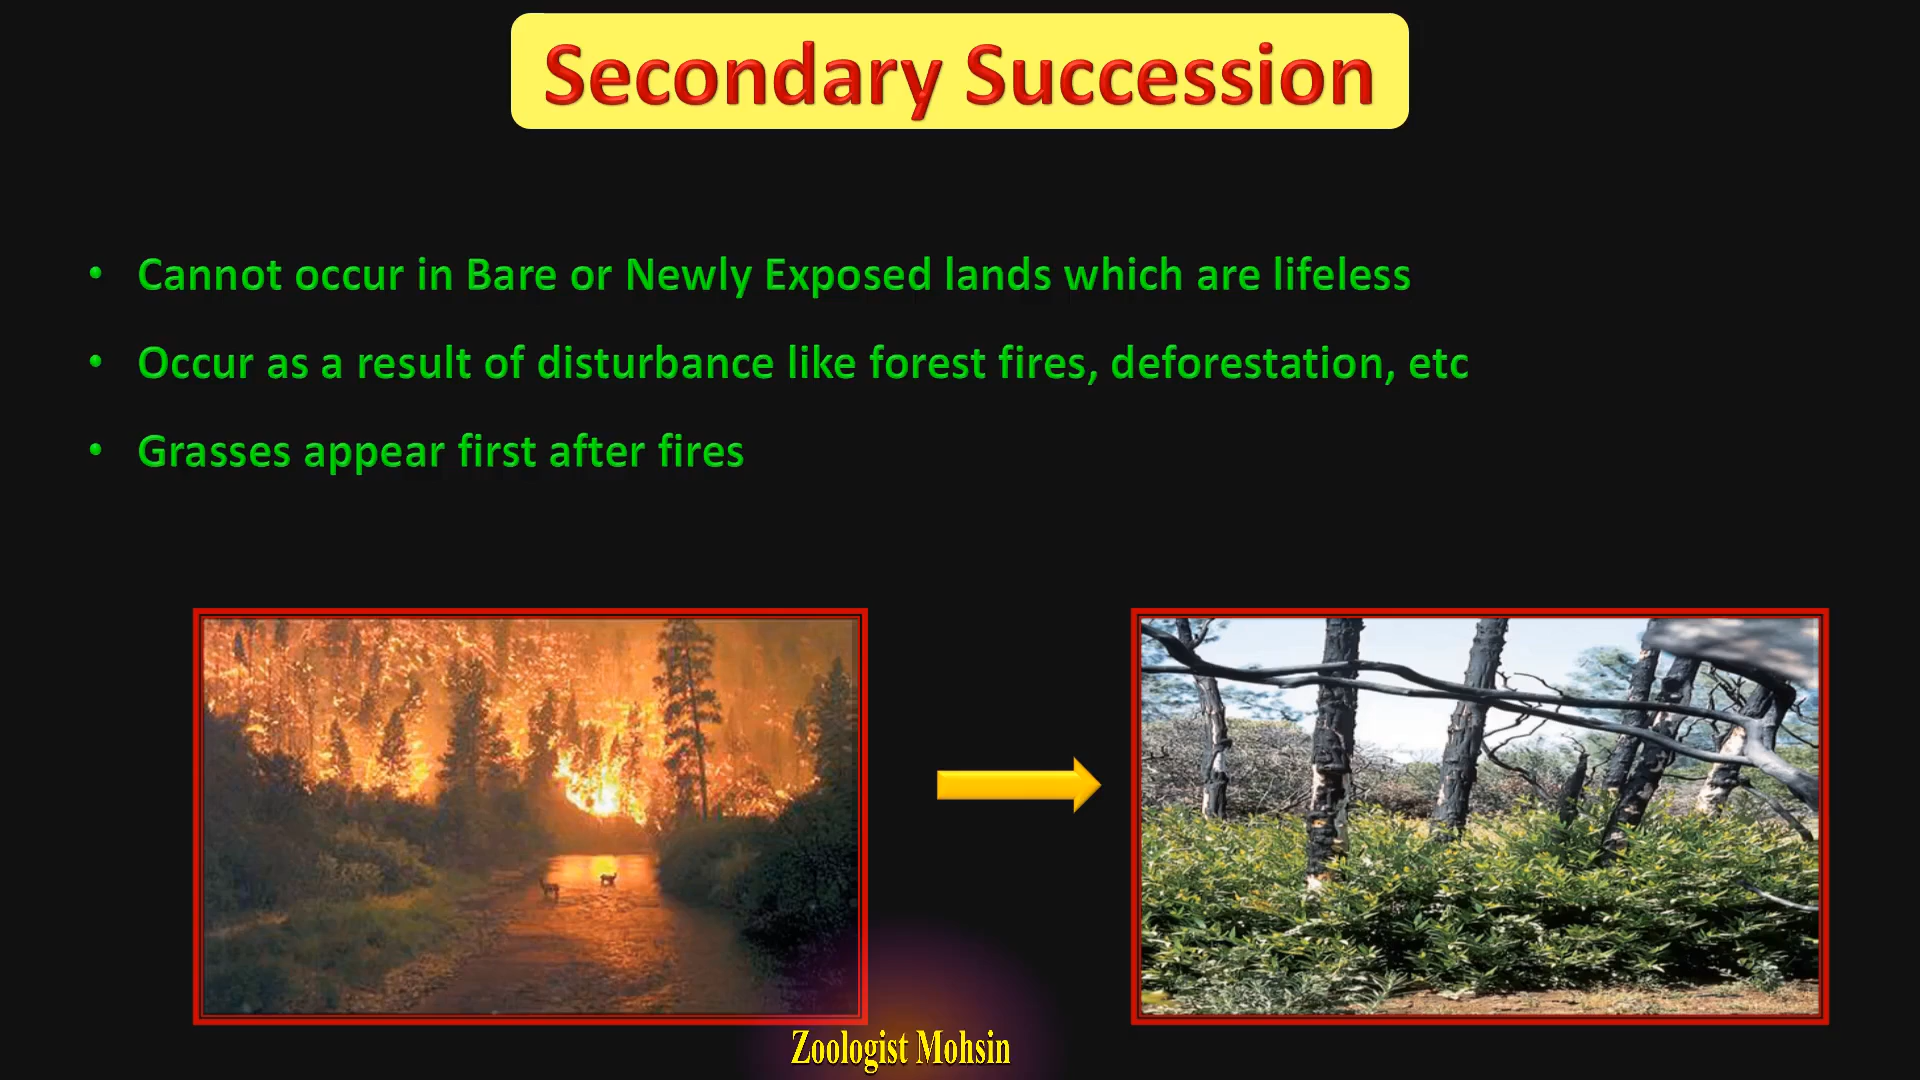 Secondary Succession
• Cannot occur in Bare or Newly Exposed lands which are lifeless
• Occur as a result of disturbance like forest fires, deforestation, etc
• Grasses appear first after fires
Zoologist Mohsin